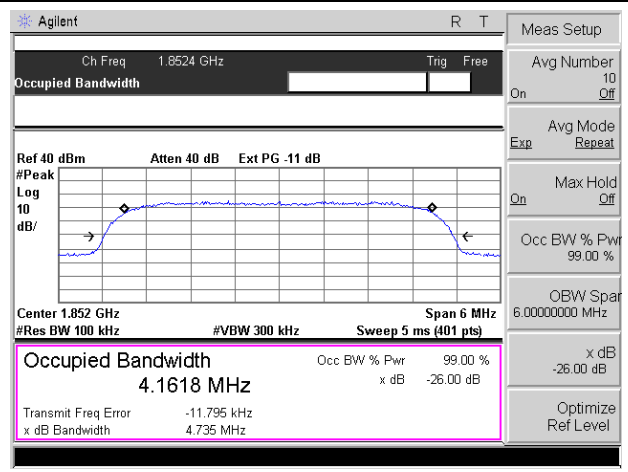 Agilent R T
Ch Freq 1.8524 GHz Trig Free
Occupied Bandwidth
Ref 40 dBm Atten 40 dB Ext PG -11 dB
#Peak
Log
10
dB/
Center 1.852 GHz Span 6 MHz
#Res BW 100 kHz #VBW 300 kHz Sweep 5 ms (401 pts)
Occupied Bandwidth Occ BW % Pwr 99.00 %
4.1618 MHz x dB -26.00 dB
Transmit Freq Error -11.795 kHz
x dB Bandwidth 4.735 MHz
Meas Setup
Avg Number
10
On Off
Avg Mode
Exp Repeat
Max Hold
On Off
Occ BW % Pwr
99.00 %
OBW Span
6.00000000 MHz
x dB
-26.00 dB
Optimize
Ref Level